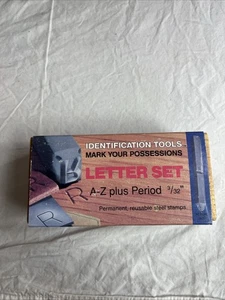 IDENTIFICATION TOOLS
MARK YOUR POSSESSIONS
LETTER SET
A-Z plus Period 3/32"
Permanent, reusable steel stamps
R
R